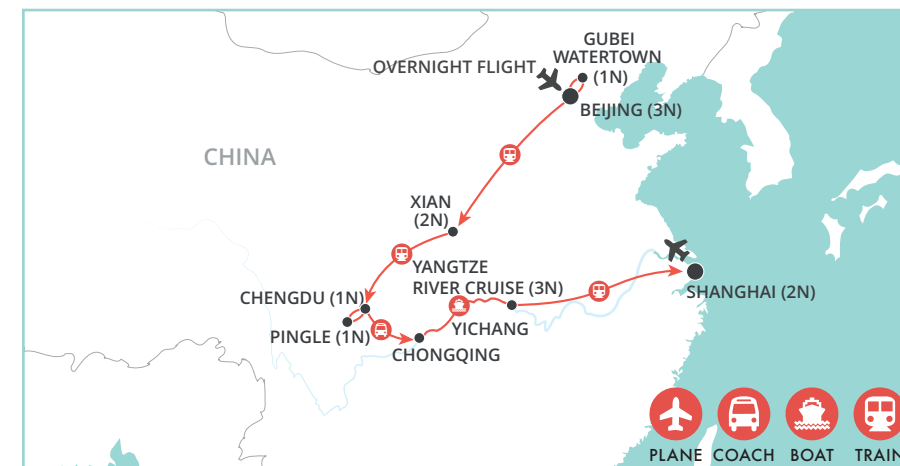 GUBEI
WATERTOWN
(1N)
OVERNIGHT FLIGHT
BEIJING (3N)
CHINA
XIAN
(2N)
YANGTZE
RIVER CRUISE (3N)
CHENGDU (1N)
SHANGHAI (2N)
PINGLE (1N)
YICHANG
CHONGQING
PLANE
COACH
BOAT
TRAIN